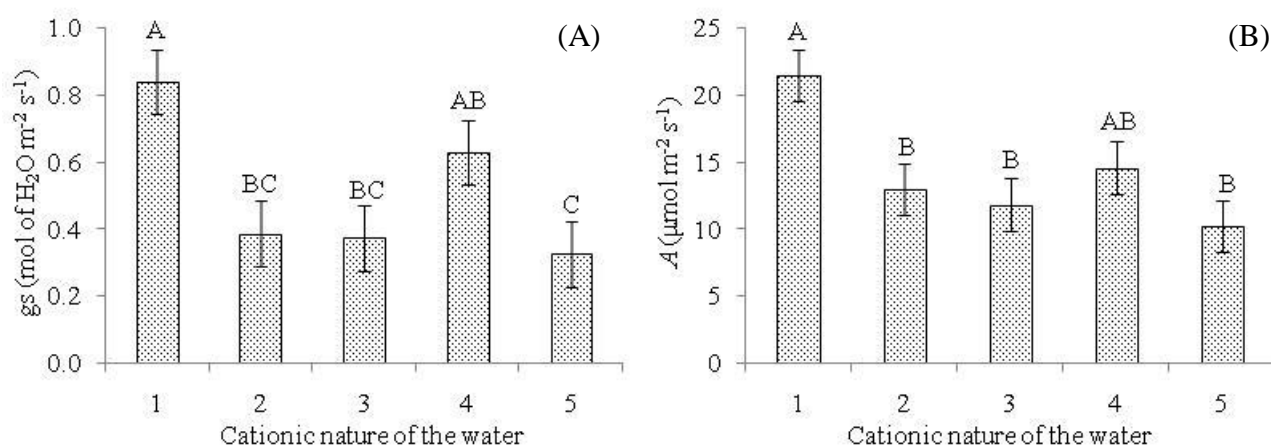 (A)
gs (mol of H₂O m⁻² s⁻¹)
1.0
0.8
0.6
0.4
0.2
0.0
A
BC
BC
AB
C
1 2 3 4 5
Cationic nature of the water
(B)
A (µmol m⁻² s⁻¹)
25
20
15
10
5
0
A
B
B
AB
B
1 2 3 4 5
Cationic nature of the water